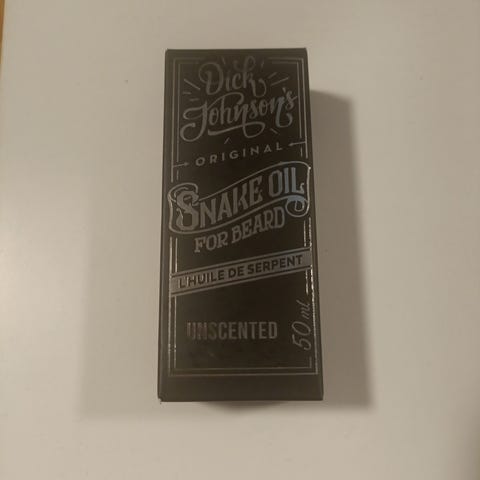 Dick
Johnson's
ORIGINAL
SNAKE OIL
FOR BEARD
L'HUILE DE SERPENT
UNSCENTED
50 ml